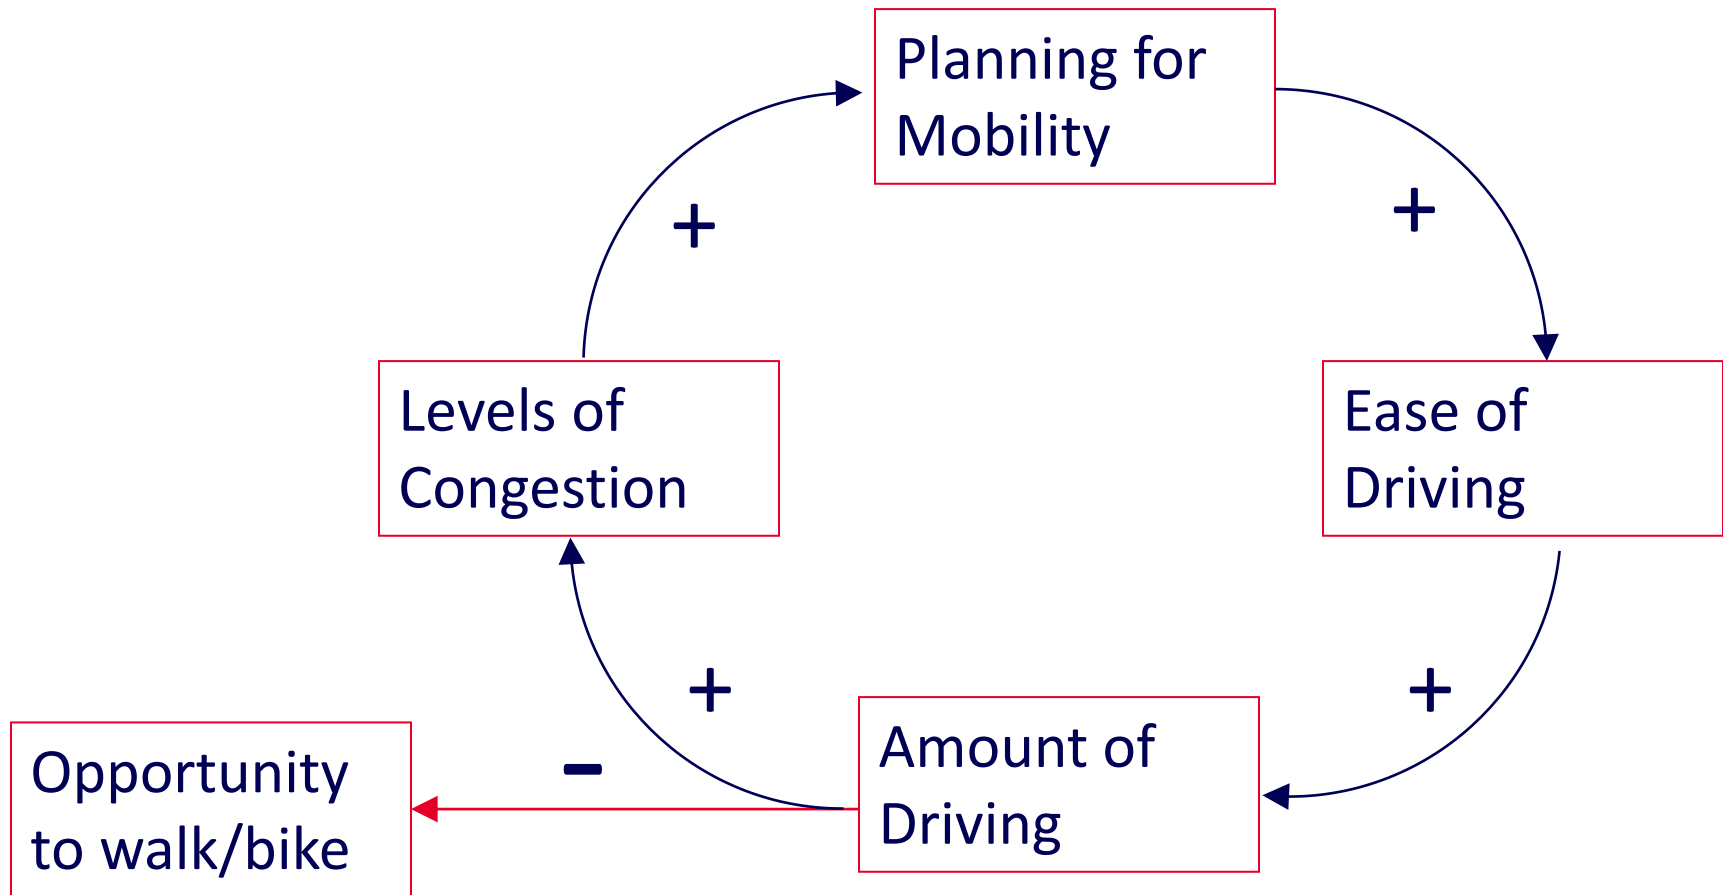 Planning for
Mobility
+
+
Levels of
Congestion
Ease of
Driving
+
+
Amount of
Driving
-
Opportunity
to walk/bike